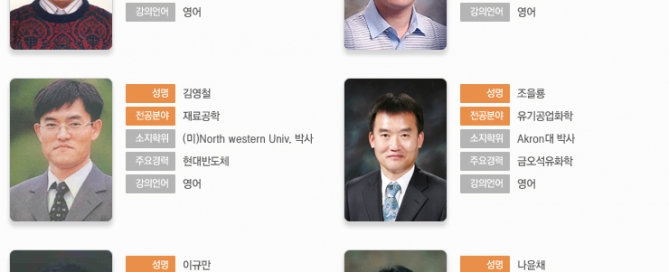 강의언어 영어
강의언어 영어
성명 김영철
전공분야 재료공학
소지학위 (미)North western Univ. 박사
주요경력 현대반도체
강의언어 영어
성명 조을룡
전공분야 유기공업화학
소지학위 Akron대 박사
주요경력 금오석유화학
강의언어 영어
성명 이규만
성명 나윤채